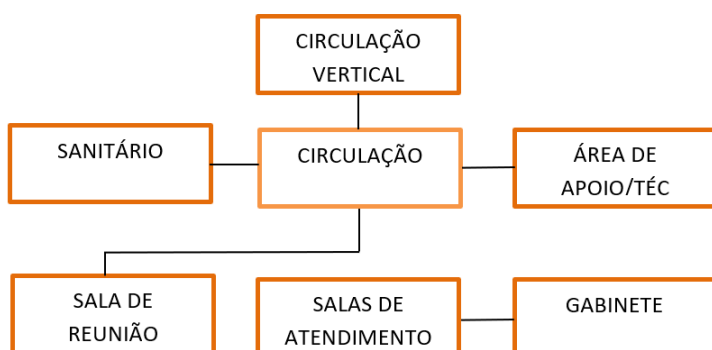 CIRCULAÇÃO
VERTICAL
SANITÁRIO
CIRCULAÇÃO
ÁREA DE
APOIO/TÉC
SALA DE
REUNIÃO
SALAS DE
ATENDIMENTO
GABINETE